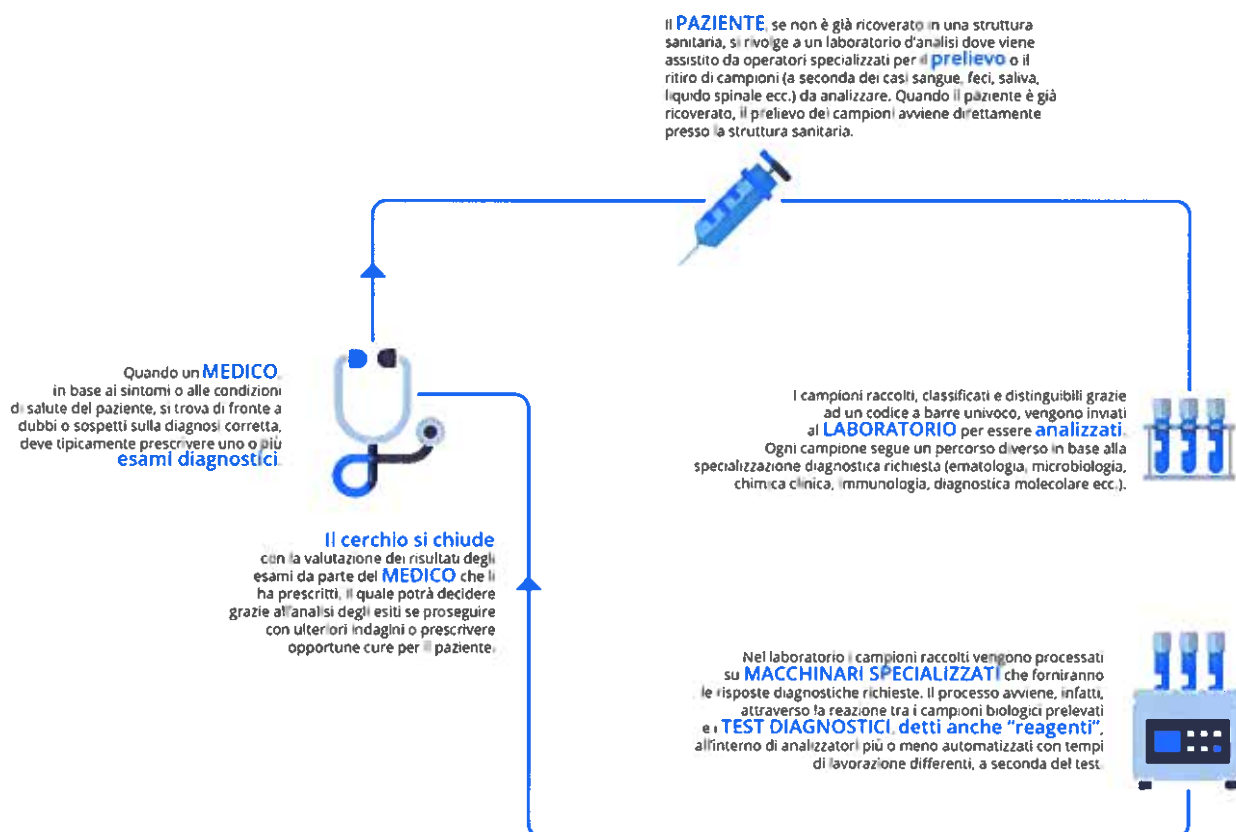 Il PAZIENTE, se non è già ricoverato in una struttura
sanitaria, si rivolge a un laboratorio d'analisi dove viene
assistito da operatori specializzati per il prelievo o il
ritiro di campioni (a seconda dei casi sangue, feci, saliva,
liquido spinale ecc.) da analizzare. Quando il paziente è già
ricoverato, il prelievo dei campioni avviene direttamente
presso la struttura sanitaria.
Quando un MEDICO,
in base ai sintomi o alle condizioni
di salute del paziente, si trova di fronte a
dubbi o sospetti sulla diagnosi corretta,
deve tipicamente prescrivere uno o più
esami diagnostici.
I campioni raccolti, classificati e distinguibili grazie
ad un codice a barre univoco, vengono inviati
al LABORATORIO per essere analizzati.
Ogni campione segue un percorso diverso in base alla
specializzazione diagnostica richiesta (ematologia, microbiologia,
chimica clinica, immunologia, diagnostica molecolare ecc.).
Il cerchio si chiude
con la valutazione dei risultati degli
esami da parte del MEDICO che li
ha prescritti, il quale potrà decidere
grazie all'analisi degli esiti se proseguire
con ulteriori indagini o prescrivere
opportune cure per il paziente.
Nel laboratorio i campioni raccolti vengono processati
su MACCHINARI SPECIALIZZATI che forniranno
le risposte diagnostiche richieste. Il processo avviene, infatti,
attraverso la reazione tra i campioni biologici prelevati
e i TEST DIAGNOSTICI, detti anche "reagenti",
all'interno di analizzatori più o meno automatizzati con tempi
di lavorazione differenti, a seconda del test.